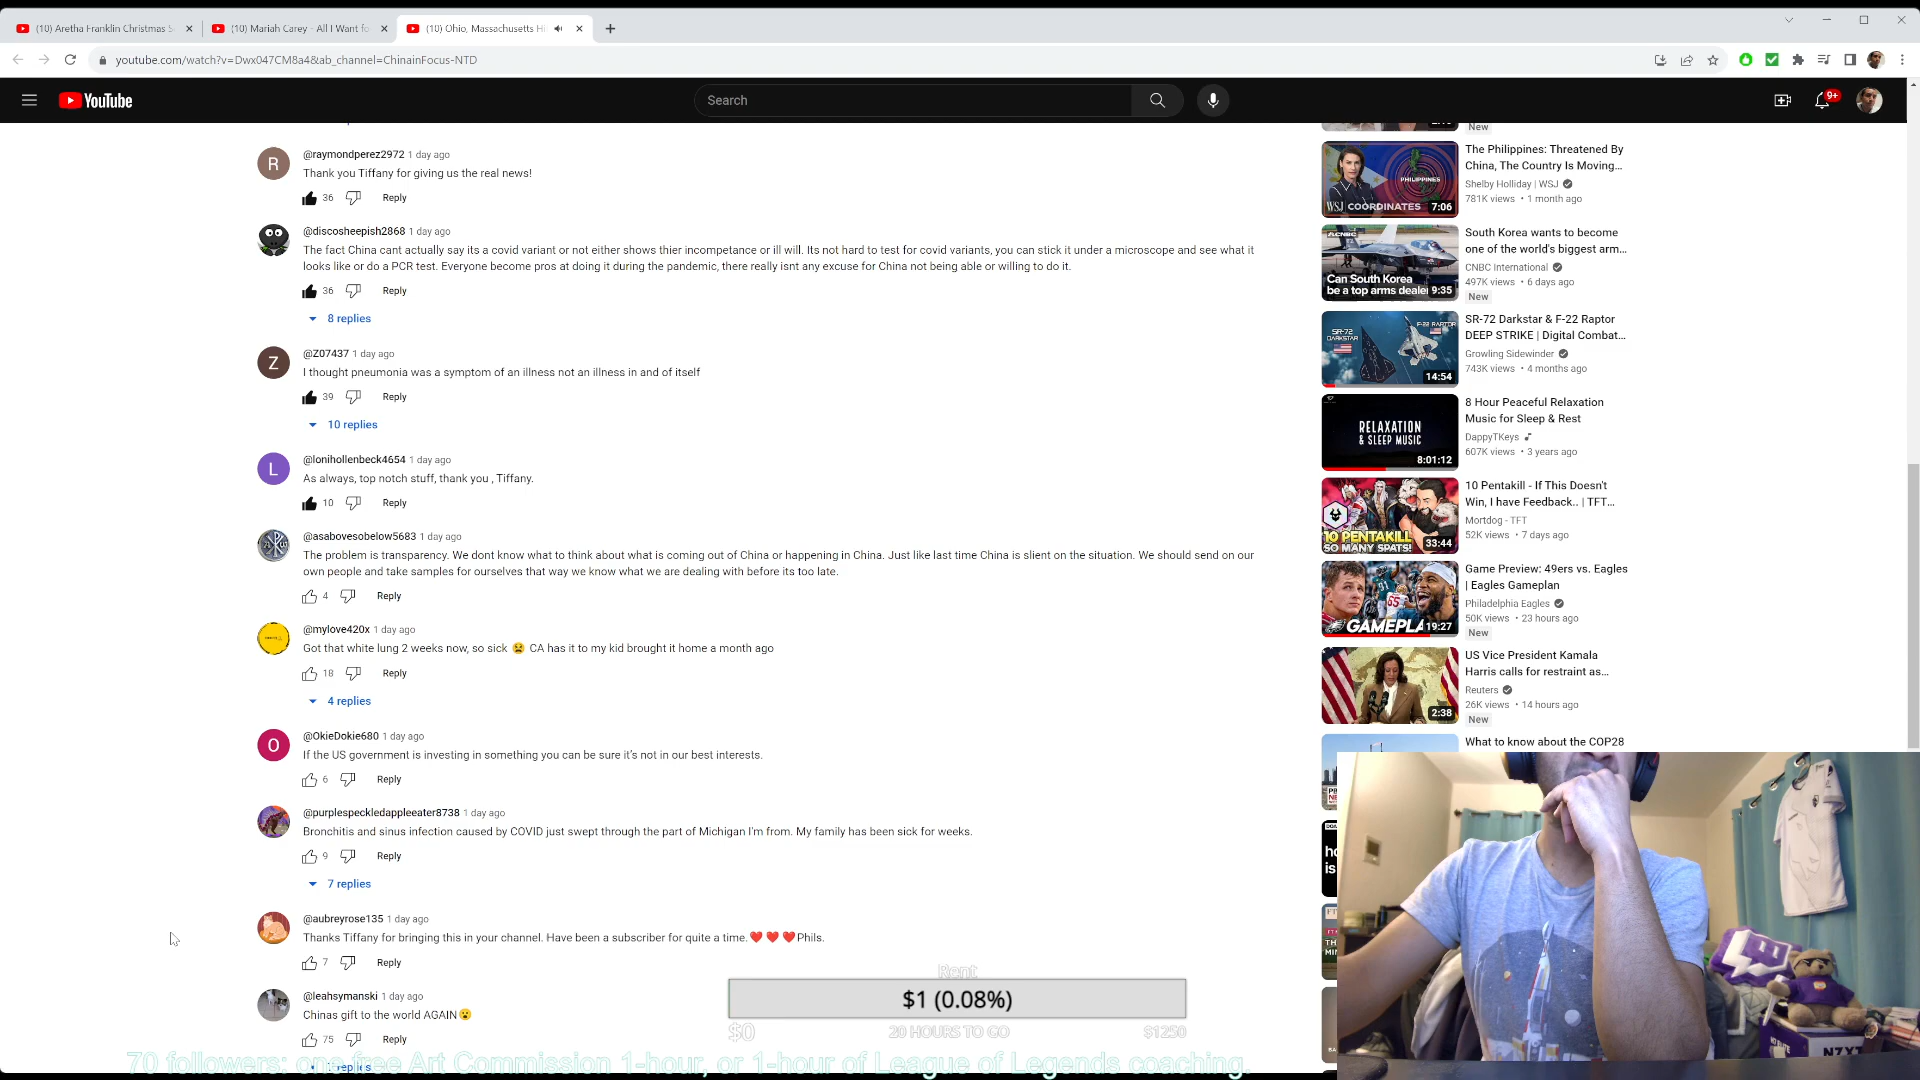 (10) Aretha Franklin Christmas S
(10) Mariah Carey - All I Want fo
(10) Ohio, Massachusetts H
youtube.com/watch?v=Dwx047CM8a4&ab_channel=ChinainFocus-NTD
YouTube
Search
9+
R
@raymondperez2972 1 day ago
Thank you Tiffany for giving us the real news!
36
Reply
@discosheepish2868 1 day ago
The fact China cant actually say its a covid variant or not either shows thier incompetance or ill will. Its not hard to test for covid variants, you can stick it under a microscope and see what it
looks like or do a PCR test. Everyone become pros at doing it during the pandemic, there really isnt any excuse for China not being able or willing to do it.
36
Reply
8 replies
Z
@Z07437 1 day ago
I thought pneumonia was a symptom of an illness not an illness in and of itself
39
Reply
10 replies
L
@lonihollenbeck4654 1 day ago
As always, top notch stuff, thank you , Tiffany.
10
Reply
@asabovesobelow5683 1 day ago
The problem is transparency. We dont know what to think about what is coming out of China or happening in China. Just like last time China is slient on the situation. We should send on our
own people and take samples for ourselves that way we know what we are dealing with before its too late.
4
Reply
@mylove420x 1 day ago
Got that white lung 2 weeks now, so sick 😫 CA has it to my kid brought it home a month ago
18
Reply
4 replies
O
@OkieDokie680 1 day ago
If the US government is investing in something you can be sure it's not in our best interests.
6
Reply
@purplespeckledappleeater8738 1 day ago
Bronchitis and sinus infection caused by COVID just swept through the part of Michigan I'm from. My family has been sick for weeks.
9
Reply
7 replies
@aubreyrose135 1 day ago
Thanks Tiffany for bringing this in your channel. Have been a subscriber for quite a time.❤️ ❤️ ❤️Phils.
7
Reply
@leahsymanski 1 day ago
Chinas gift to the world AGAIN😮
75
Reply
replies
New
PHILIPPINES
WSJ COORDINATES 7:06
The Philippines: Threatened By
China, The Country Is Moving...
Shelby Holliday | WSJ
781K views • 1 month ago
CNBC
Can South Korea
be a top arms dealer 9:35
South Korea wants to become
one of the world's biggest arm...
CNBC International
497K views • 6 days ago
New
SR-72
DARKSTAR
F-22 RAPTOR
14:54
SR-72 Darkstar & F-22 Raptor
DEEP STRIKE | Digital Combat...
Growling Sidewinder
743K views • 4 months ago
RELAXATION
& SLEEP MUSIC
8:01:12
8 Hour Peaceful Relaxation
Music for Sleep & Rest
DappyTKeys
607K views • 3 years ago
10 PENTAKILL
SO MANY SPATS! 33:44
10 Pentakill - If This Doesn't
Win, I have Feedback.. | TFT...
Mortdog - TFT
52K views • 7 days ago
91
65
GAMEPLA 19:27
Game Preview: 49ers vs. Eagles
| Eagles Gameplan
Philadelphia Eagles
50K views • 23 hours ago
New
2:38
US Vice President Kamala
Harris calls for restraint as...
Reuters
26K views • 14 hours ago
New
What to know about the COP28
Rent
$1 (0.08%)
$0
20 HOURS TO GO
$1250
70 followers: one free Art Commission 1-hour, or 1-hour of League of Legends coaching.
NZXT